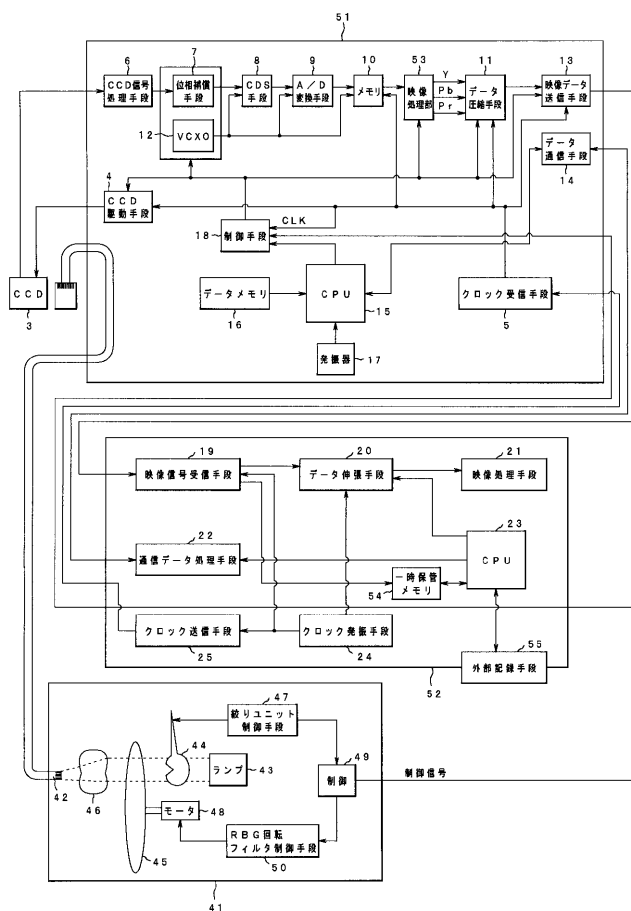 51
6
CCD信号
処理手段
7
位相補償
手段
12
VCXO
8
CDS
手段
9
A/D
変換手段
10
メモリ
53
映像
処理部
Y
Pb
Pr
11
データ
圧縮手段
13
映像データ
送信手段
データ
通信手段
14
4
CCD
駆動手段
CLK
18
制御手段
CCD
3
データメモリ
16
CPU
15
クロック受信手段
5
発振器
17
19
映像信号受信手段
20
データ伸張手段
21
映像処理手段
22
通信データ処理手段
23
CPU
一時保管
メモリ
54
クロック送信手段
25
クロック発振手段
24
55
外部記録手段
52
47
絞りユニット
制御手段
44
ランプ
43
49
制御
制御信号
42
46
モータ
48
RBG回転
フィルタ制御手段
50
45
41